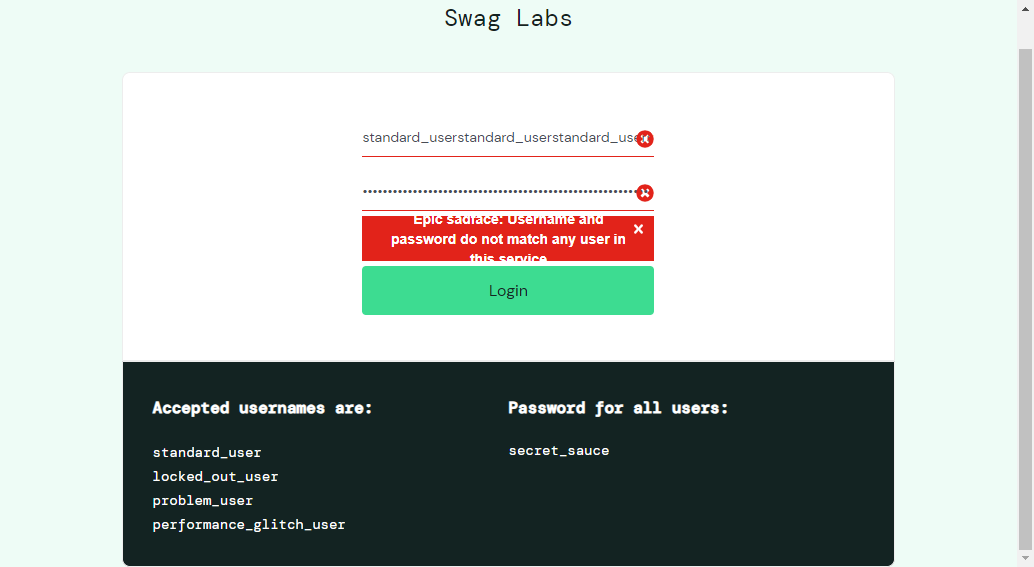 Swag Labs
standard_userstandard_userstandard_use
••••••••••••••••••••••••••••••••••••••••••••••••••••
Epic sadface: Username and
password do not match any user in
this service
Login
Accepted usernames are:
standard_user
locked_out_user
problem_user
performance_glitch_user
Password for all users:
secret_sauce